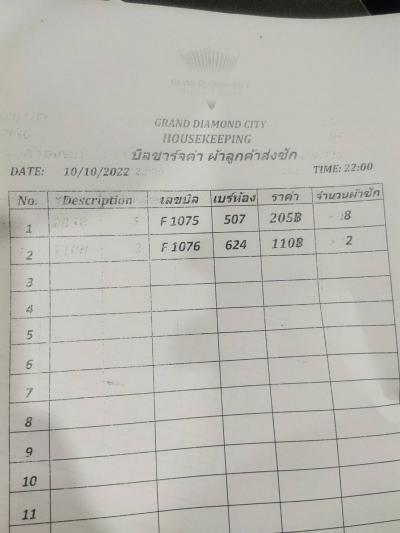 GRAND DIAMOND CITY
GRAND DIAMOND CITY
HOUSEKEEPING
บิลชาร์จค่า ผ้าลูกค้าส่งซัก
DATE: 10/10/2022 TIME: 22:00
No. Description เลขบิล เบร์ห้อง ราคา จำนวนผ้าซัก
1 F 1075 507 205฿ 8
2 F 1076 624 110฿ 2
3
4
5
6
7
8
9
10
11